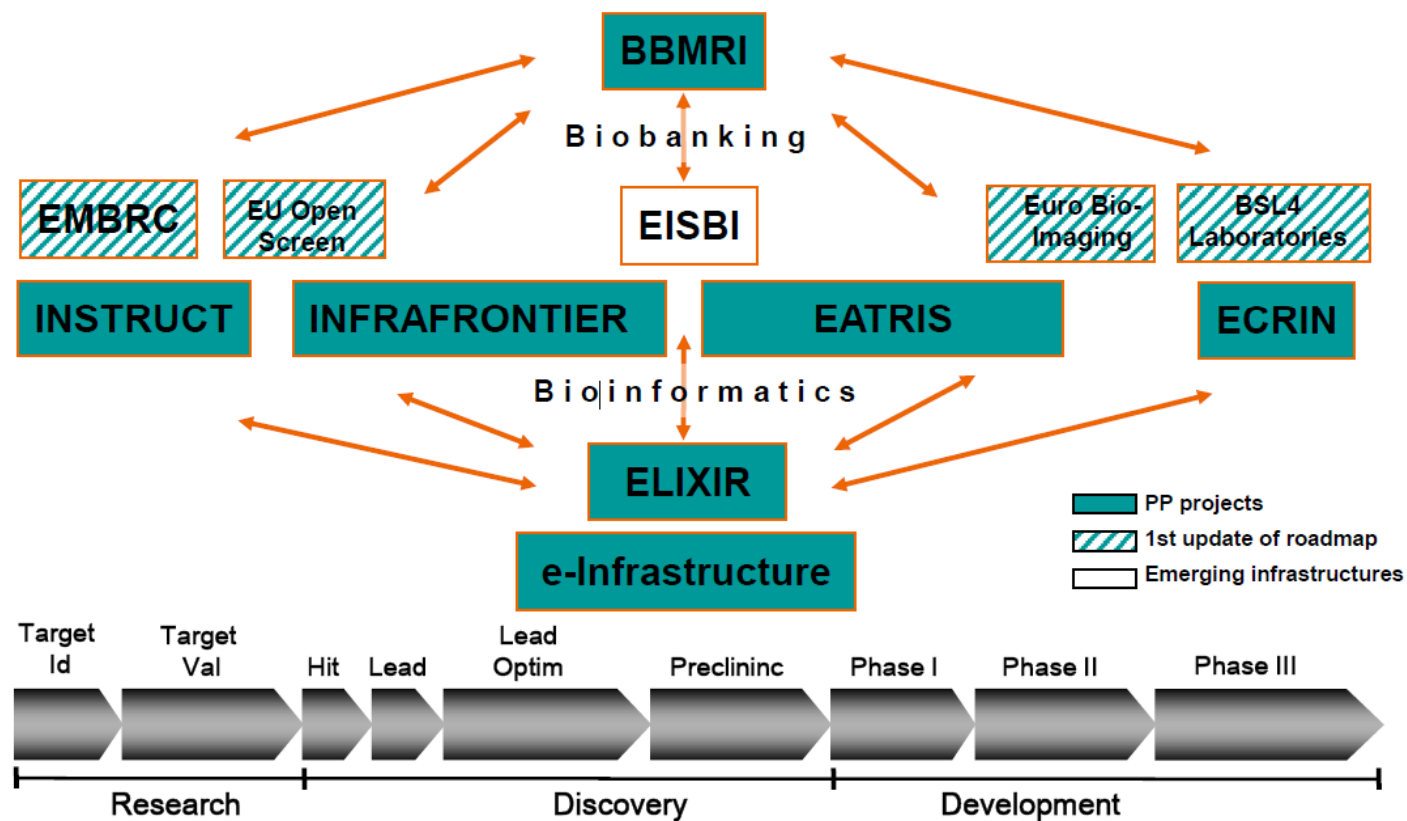 BBMRI
Biobanking
EMBRC
EU Open
Screen
EISBI
Euro Bio-
Imaging
BSL4
Laboratories
INSTRUCT
INFRAFRONTIER
EATRIS
ECRIN
Bioinformatics
ELIXIR
e-Infrastructure
PP projects
1st update of roadmap
Emerging infrastructures
Target
Id
Target
Val
Hit
Lead
Lead
Optim
Preclininc
Phase I
Phase II
Phase III
Research
Discovery
Development